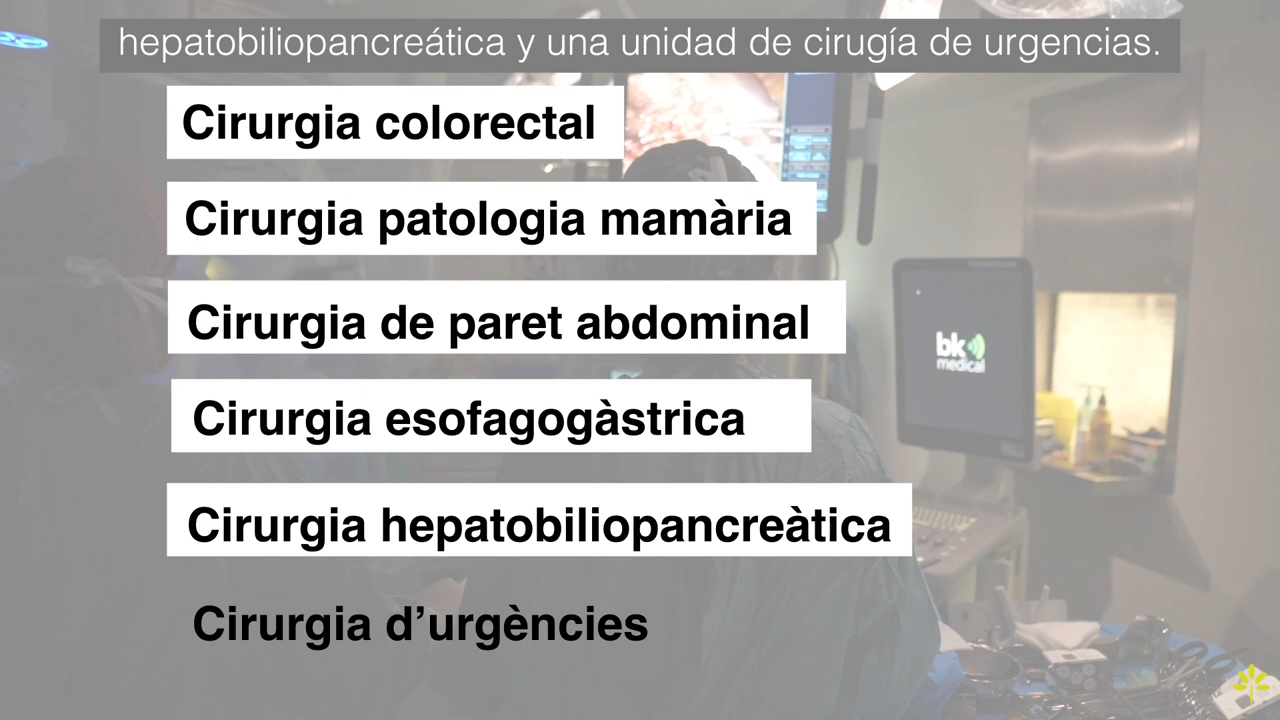 hepatobiliopancreática y una unidad de cirugía de urgencias.
Cirurgia colorectal
Cirurgia patologia mamària
Cirurgia de paret abdominal
Cirurgia esofagogàstrica
Cirurgia hepatobiliopancreàtica
Cirurgia d’urgències
bk
medical